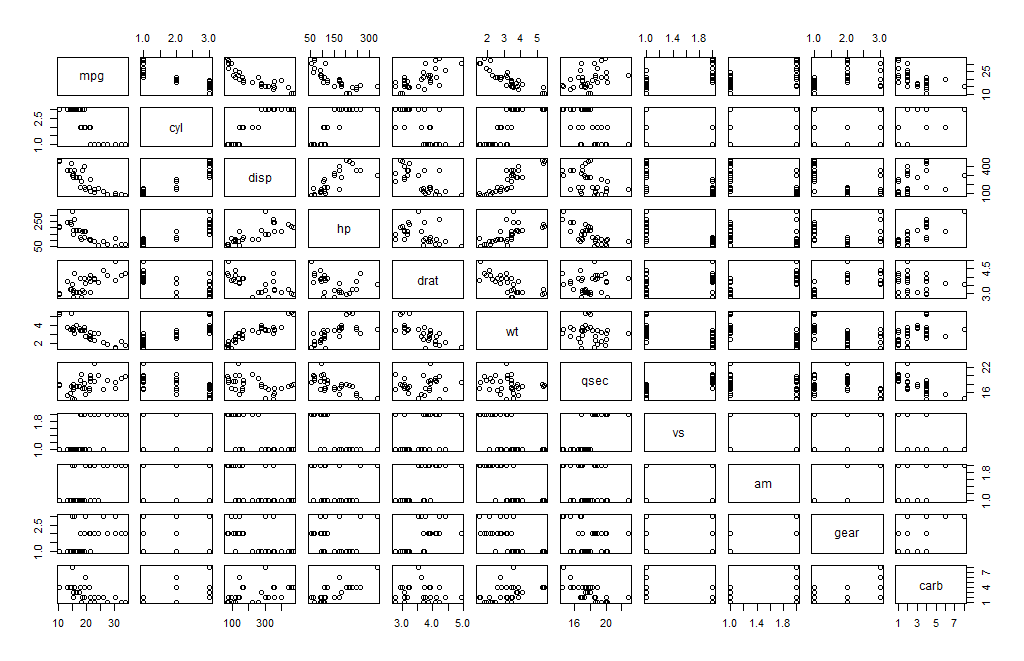 1.0 2.0 3.0 50 150 300 2 3 4 5 1.0 1.4 1.8 1.0 2.0 3.0
mpg 10 25
1.0 2.5 cyl
disp 100 400
50 250 hp
drat 3.0 4.5
2 4 wt
qsec 16 22
1.0 1.8 vs
am 1.0 1.8
1.0 2.5 gear
carb 1 4 7
10 20 30 100 300 3.0 4.0 5.0 16 20 1.0 1.4 1.8 1 3 5 7